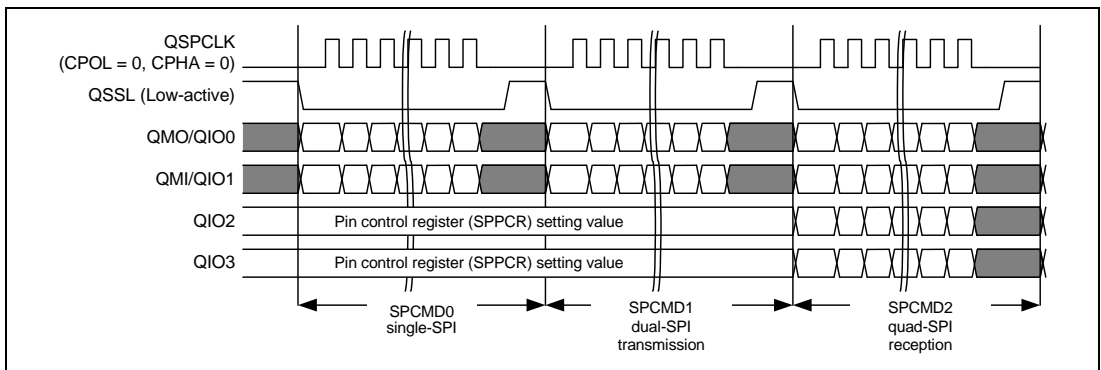 QSPCLK
(CPOL = 0, CPHA = 0)
QSSL (Low-active)
QMO/QIO0
QMI/QIO1
QIO2
Pin control register (SPPCR) setting value
QIO3
Pin control register (SPPCR) setting value
SPCMD0
single-SPI
SPCMD1
dual-SPI
transmission
SPCMD2
quad-SPI
reception